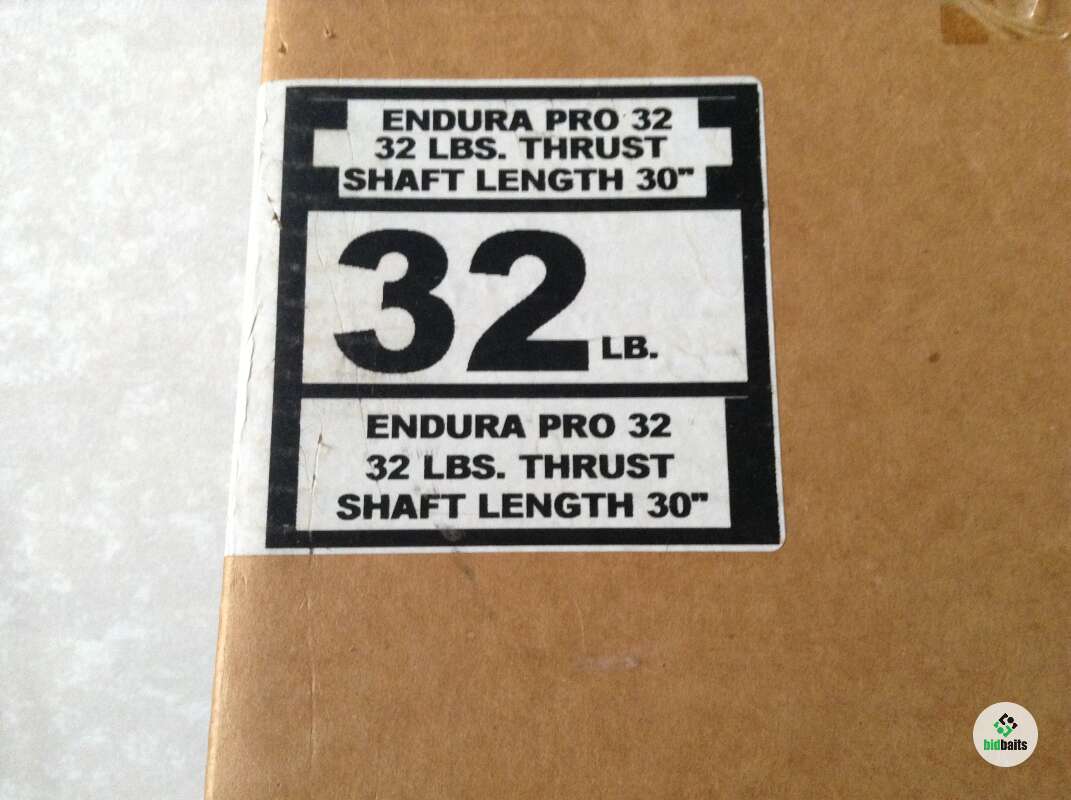 ENDURA PRO 32
32 LBS. THRUST
SHAFT LENGTH 30"
32 LB.
ENDURA PRO 32
32 LBS. THRUST
SHAFT LENGTH 30"
bidbaits